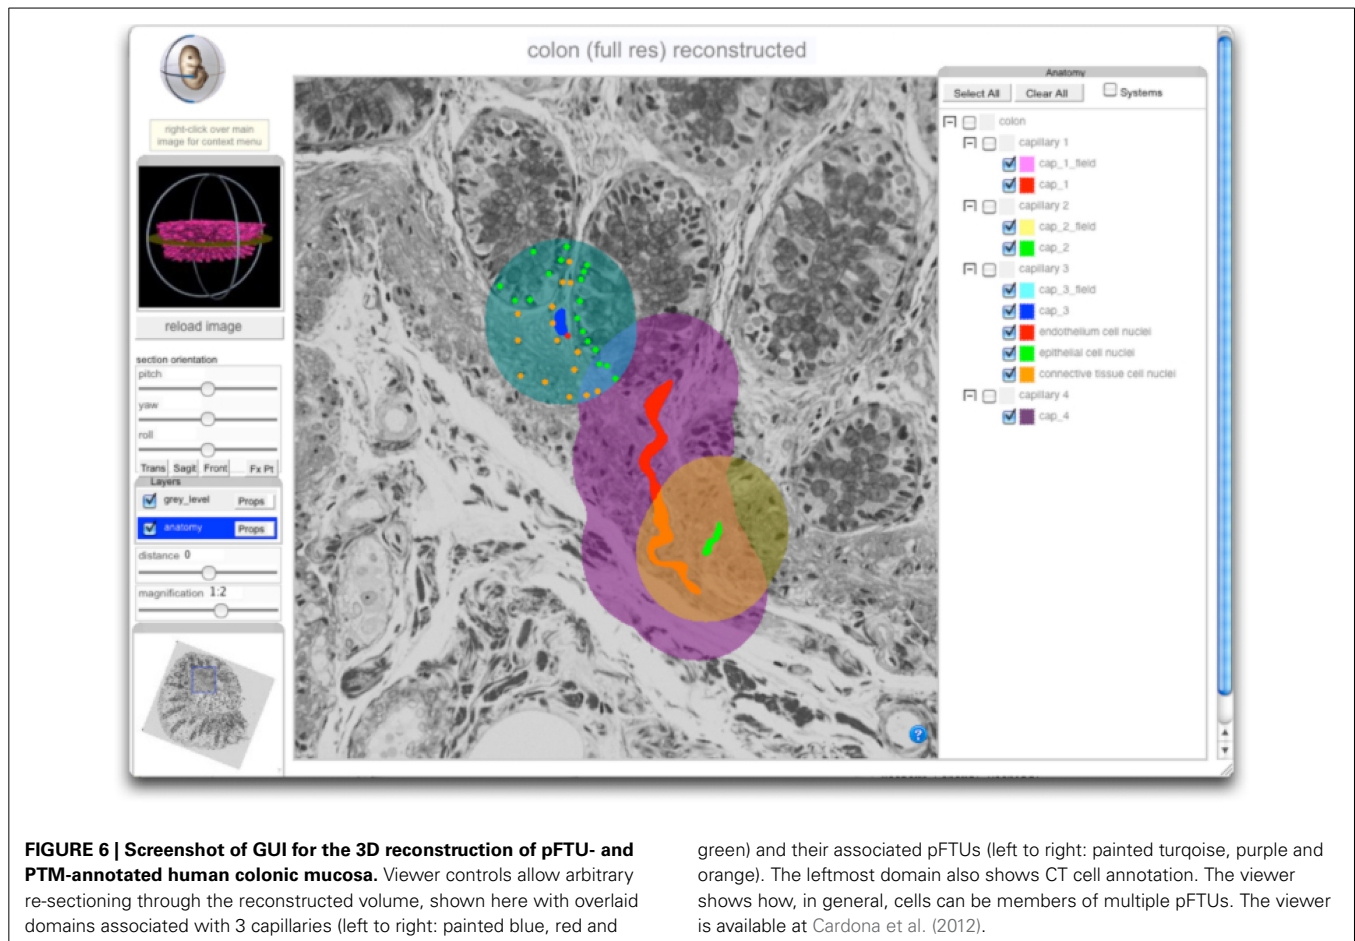 colon (full res) reconstructed
right-click over main
image for context menu
reload image
section orientation
pitch
yaw
roll
Trans Sagit Front Fx Pt
Layers
grey_level Props
anatomy Props
distance 0
magnification 1:2
Anatomy
Select All Clear All Systems
colon
capillary 1
cap_1_field
cap_1
capillary 2
cap_2_field
cap_2
capillary 3
cap_3_field
cap_3
endothelium cell nuclei
epithelial cell nuclei
connective tissue cell nuclei
capillary 4
cap_4
?
FIGURE 6 | Screenshot of GUI for the 3D reconstruction of pFTU- and
PTM-annotated human colonic mucosa. Viewer controls allow arbitrary
re-sectioning through the reconstructed volume, shown here with overlaid
domains associated with 3 capillaries (left to right: painted blue, red and
green) and their associated pFTUs (left to right: painted turqoise, purple and
orange). The leftmost domain also shows CT cell annotation. The viewer
shows how, in general, cells can be members of multiple pFTUs. The viewer
is available at Cardona et al. (2012).